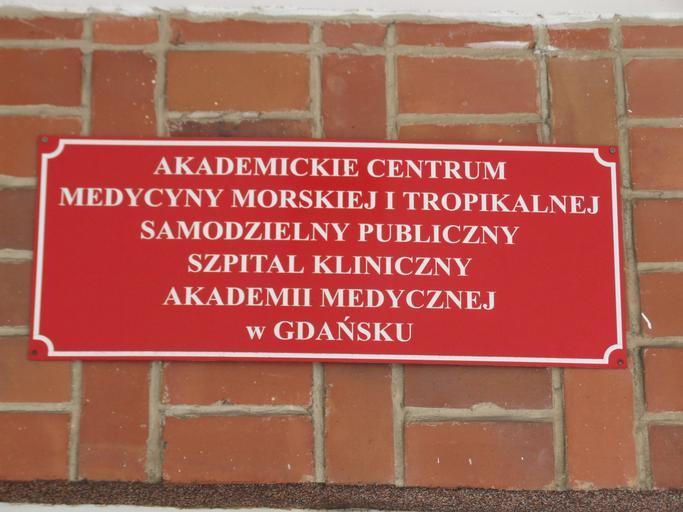 AKADEMICKIE CENTRUM
MEDYCYNY MORSKIEJ I TROPIKALNEJ
SAMODZIELNY PUBLICZNY
SZPITAL KLINICZNY
AKADEMII MEDYCZNEJ
w GDAŃSKU